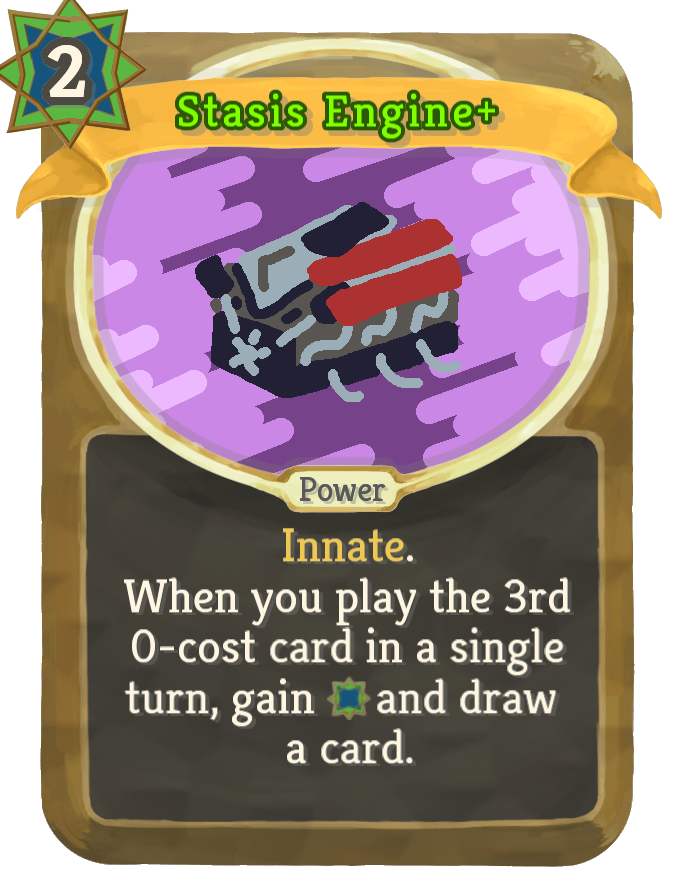 2
Stasis Engine+
Power
Innate.
When you play the 3rd
0-cost card in a single
turn, gain and draw
a card.